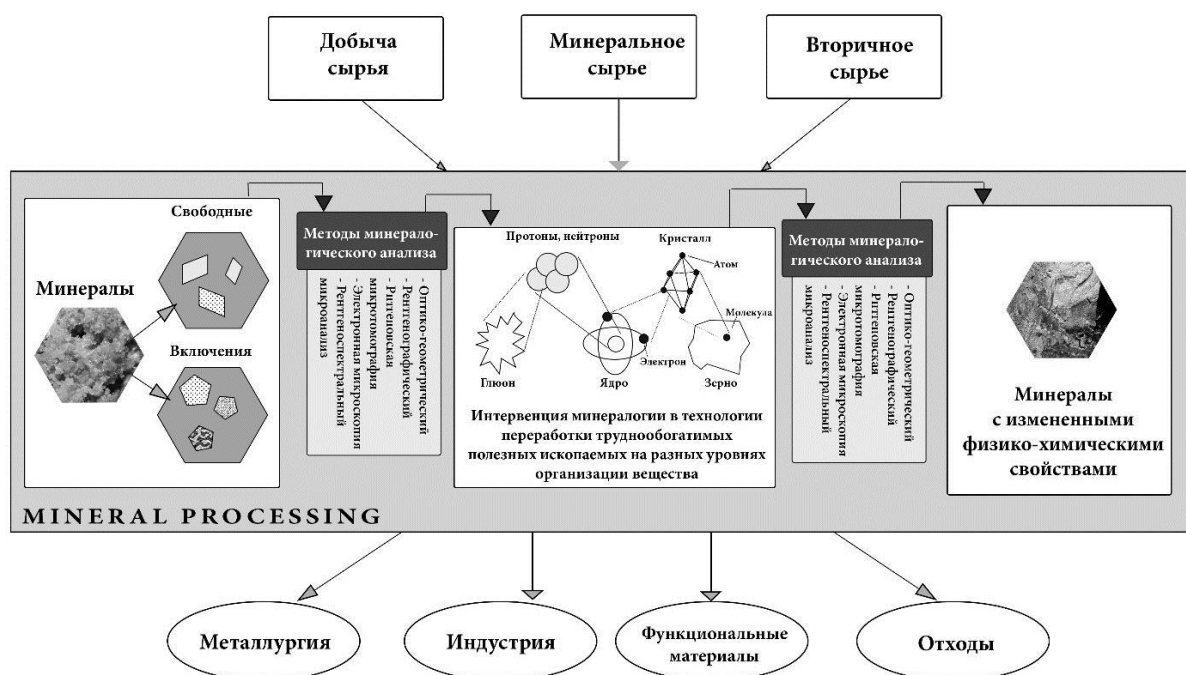 Добыча
сырья
Минеральное
сырье
Вторичное
сырье
Свободные
Минералы
Включения
Методы минерало-
гического анализа
- Оптико-геометрический
- Рентгенографический
-
микротомография
- Электронная микроскопия
- Рентгеноспектральный
микроанализ
Протоны, нейтроны
Кристалл
Атом
Молекула
Электрон
Глюон
Ядро
Зерно
Интервенция минералогии в технологии
переработки труднообогатимых
полезных ископаемых на разных уровнях
организации вещества
Методы минерало-
гического анализа
- Оптико-геометрический
- Рентгенографический
-
микротомография
- Электронная микроскопия
- Рентгеноспектральный
микроанализ
Минералы
с измененными
физико-химическими
свойствами
MINERAL PROCESSING
Металлургия
Индустрия
Функциональные
материалы
Отходы